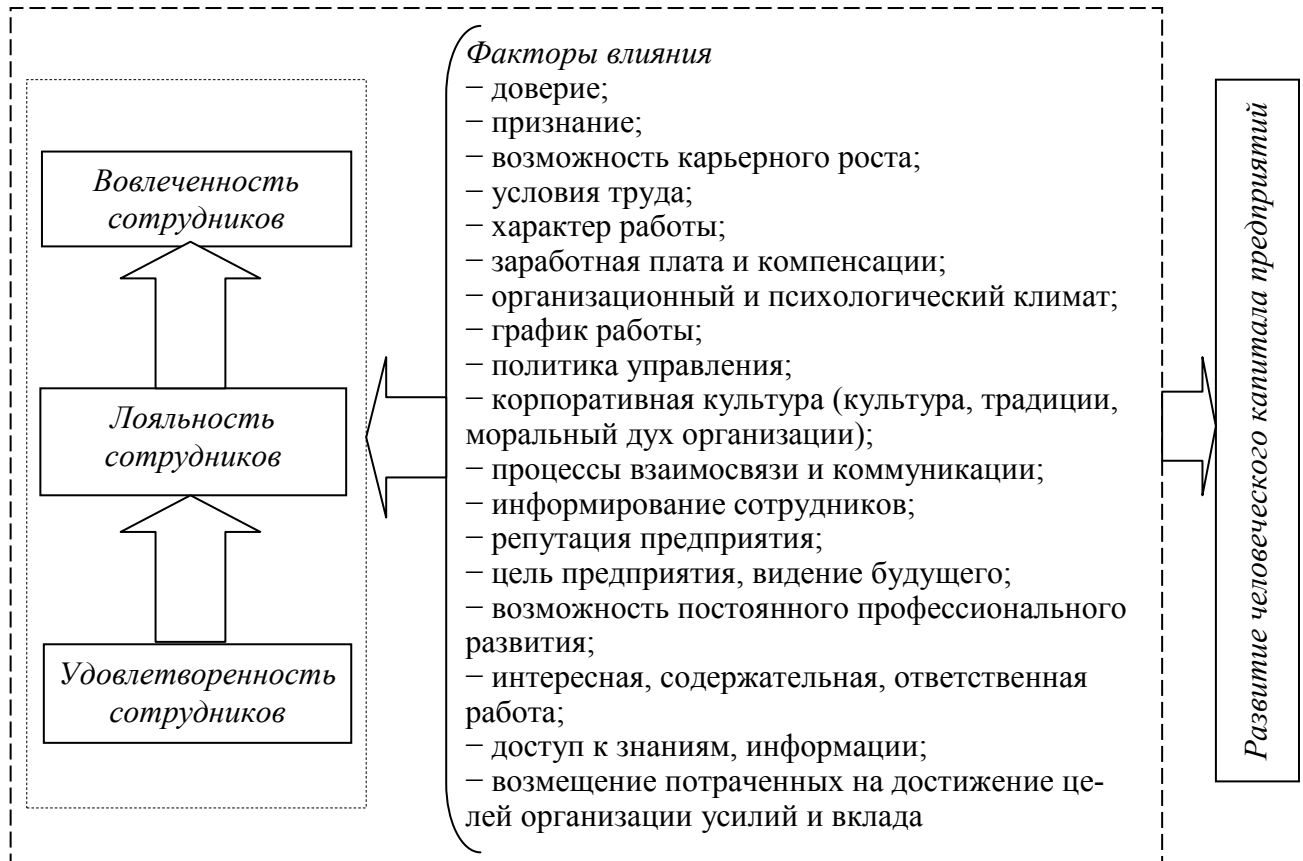 Вовлеченность
сотрудников
Лояльность
сотрудников
Удовлетворенность
сотрудников
Факторы влияния
− доверие;
− признание;
− возможность карьерного роста;
− условия труда;
− характер работы;
− заработная плата и компенсации;
− организационный и психологический климат;
− график работы;
− политика управления;
− корпоративная культура (культура, традиции,
моральный дух организации);
− процессы взаимосвязи и коммуникации;
− информирование сотрудников;
− репутация предприятия;
− цель предприятия, видение будущего;
− возможность постоянного профессионального
развития;
− интересная, содержательная, ответственная
работа;
− доступ к знаниям, информации;
− возмещение потраченных на достижение це-
лей организации усилий и вклада
Развитие человеческого капитала предприятий